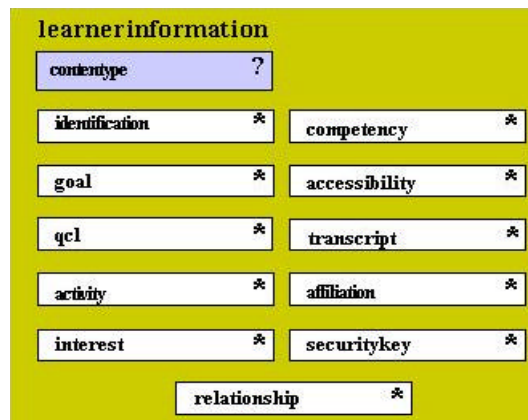 learnerinformation
contentype ?
identification * competency *
goal * accessibility *
qcl * transcript *
activity * affiliation *
interest * securitykey *
relationship *